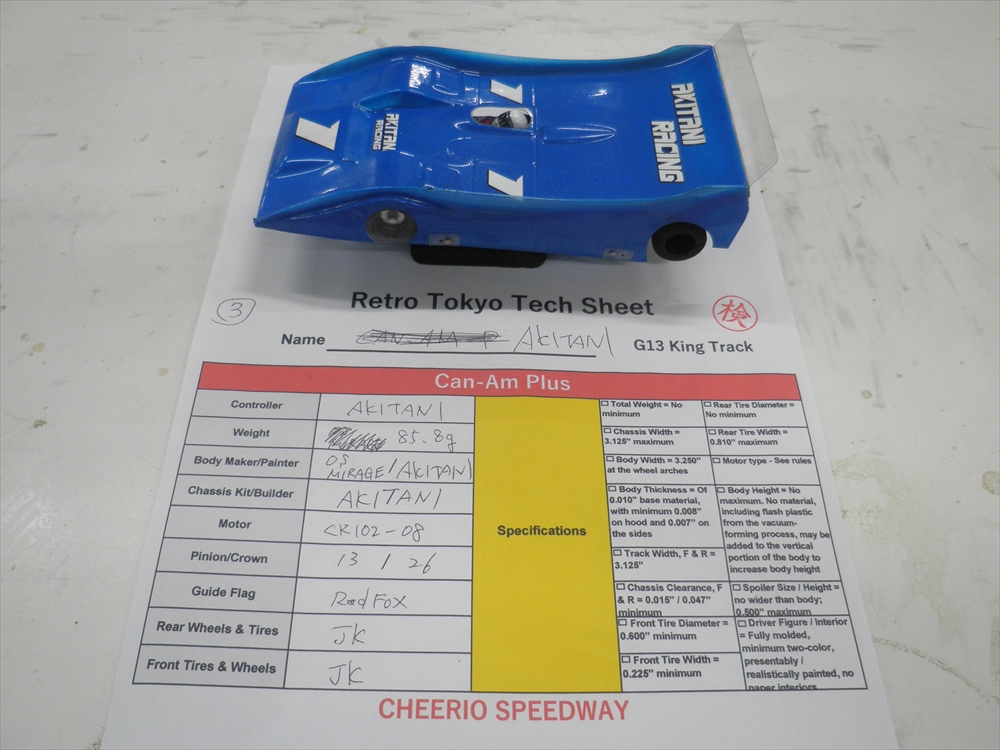 1
AKITANI
RACING
1
1
AKITANI
RACING
Retro Tokyo Tech Sheet
3
検
Name AKITANI
G13 King Track
Can-Am Plus
Controller AKITANI
Weight 85.8g
Body Maker/Painter OS MIRAGE/AKITANI
Chassis Kit/Builder AKITANI
Motor CK102-08
Pinion/Crown 13 / 26
Guide Flag Red FOX
Rear Wheels & Tires JK
Front Tires & Wheels JK
Specifications
☐ Total Weight = No
minimum
☐ Rear Tire Diameter =
No minimum
☐ Chassis Width =
3.125" maximum
☐ Rear Tire Width =
0.810" maximum
☐ Body Width = 3.250"
at the wheel arches
☐ Motor type - See rules
☐ Body Thickness = Of
0.010" base material,
with minimum 0.008"
on hood and 0.007" on
the sides
☐ Body Height = No
maximum. No material,
including flash plastic
from the vacuum-
forming process, may be
added to the vertical
portion of the body to
increase body height
☐ Track Width, F & R =
3.125"
☐ Chassis Clearance, F
& R = 0.015" / 0.047"
minimum
☐ Spoiler Size / Height =
no wider than body;
0.500" maximum
☐ Front Tire Diameter =
0.600" minimum
☐ Driver Figure / Interior
= Fully molded,
minimum two-color,
presentably /
realistically painted, no
paper interiors
☐ Front Tire Width =
0.225" minimum
CHEERIO SPEEDWAY